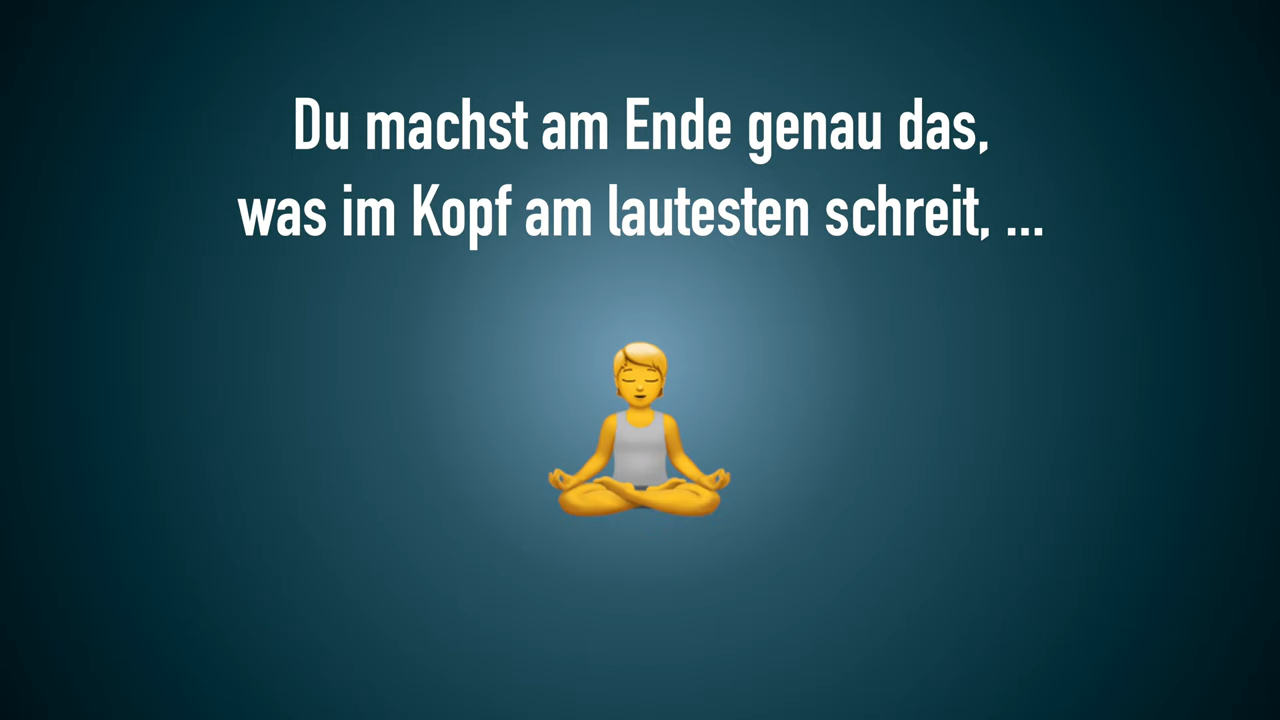 Du machst am Ende genau das,
was im Kopf am lautesten schreit, ...